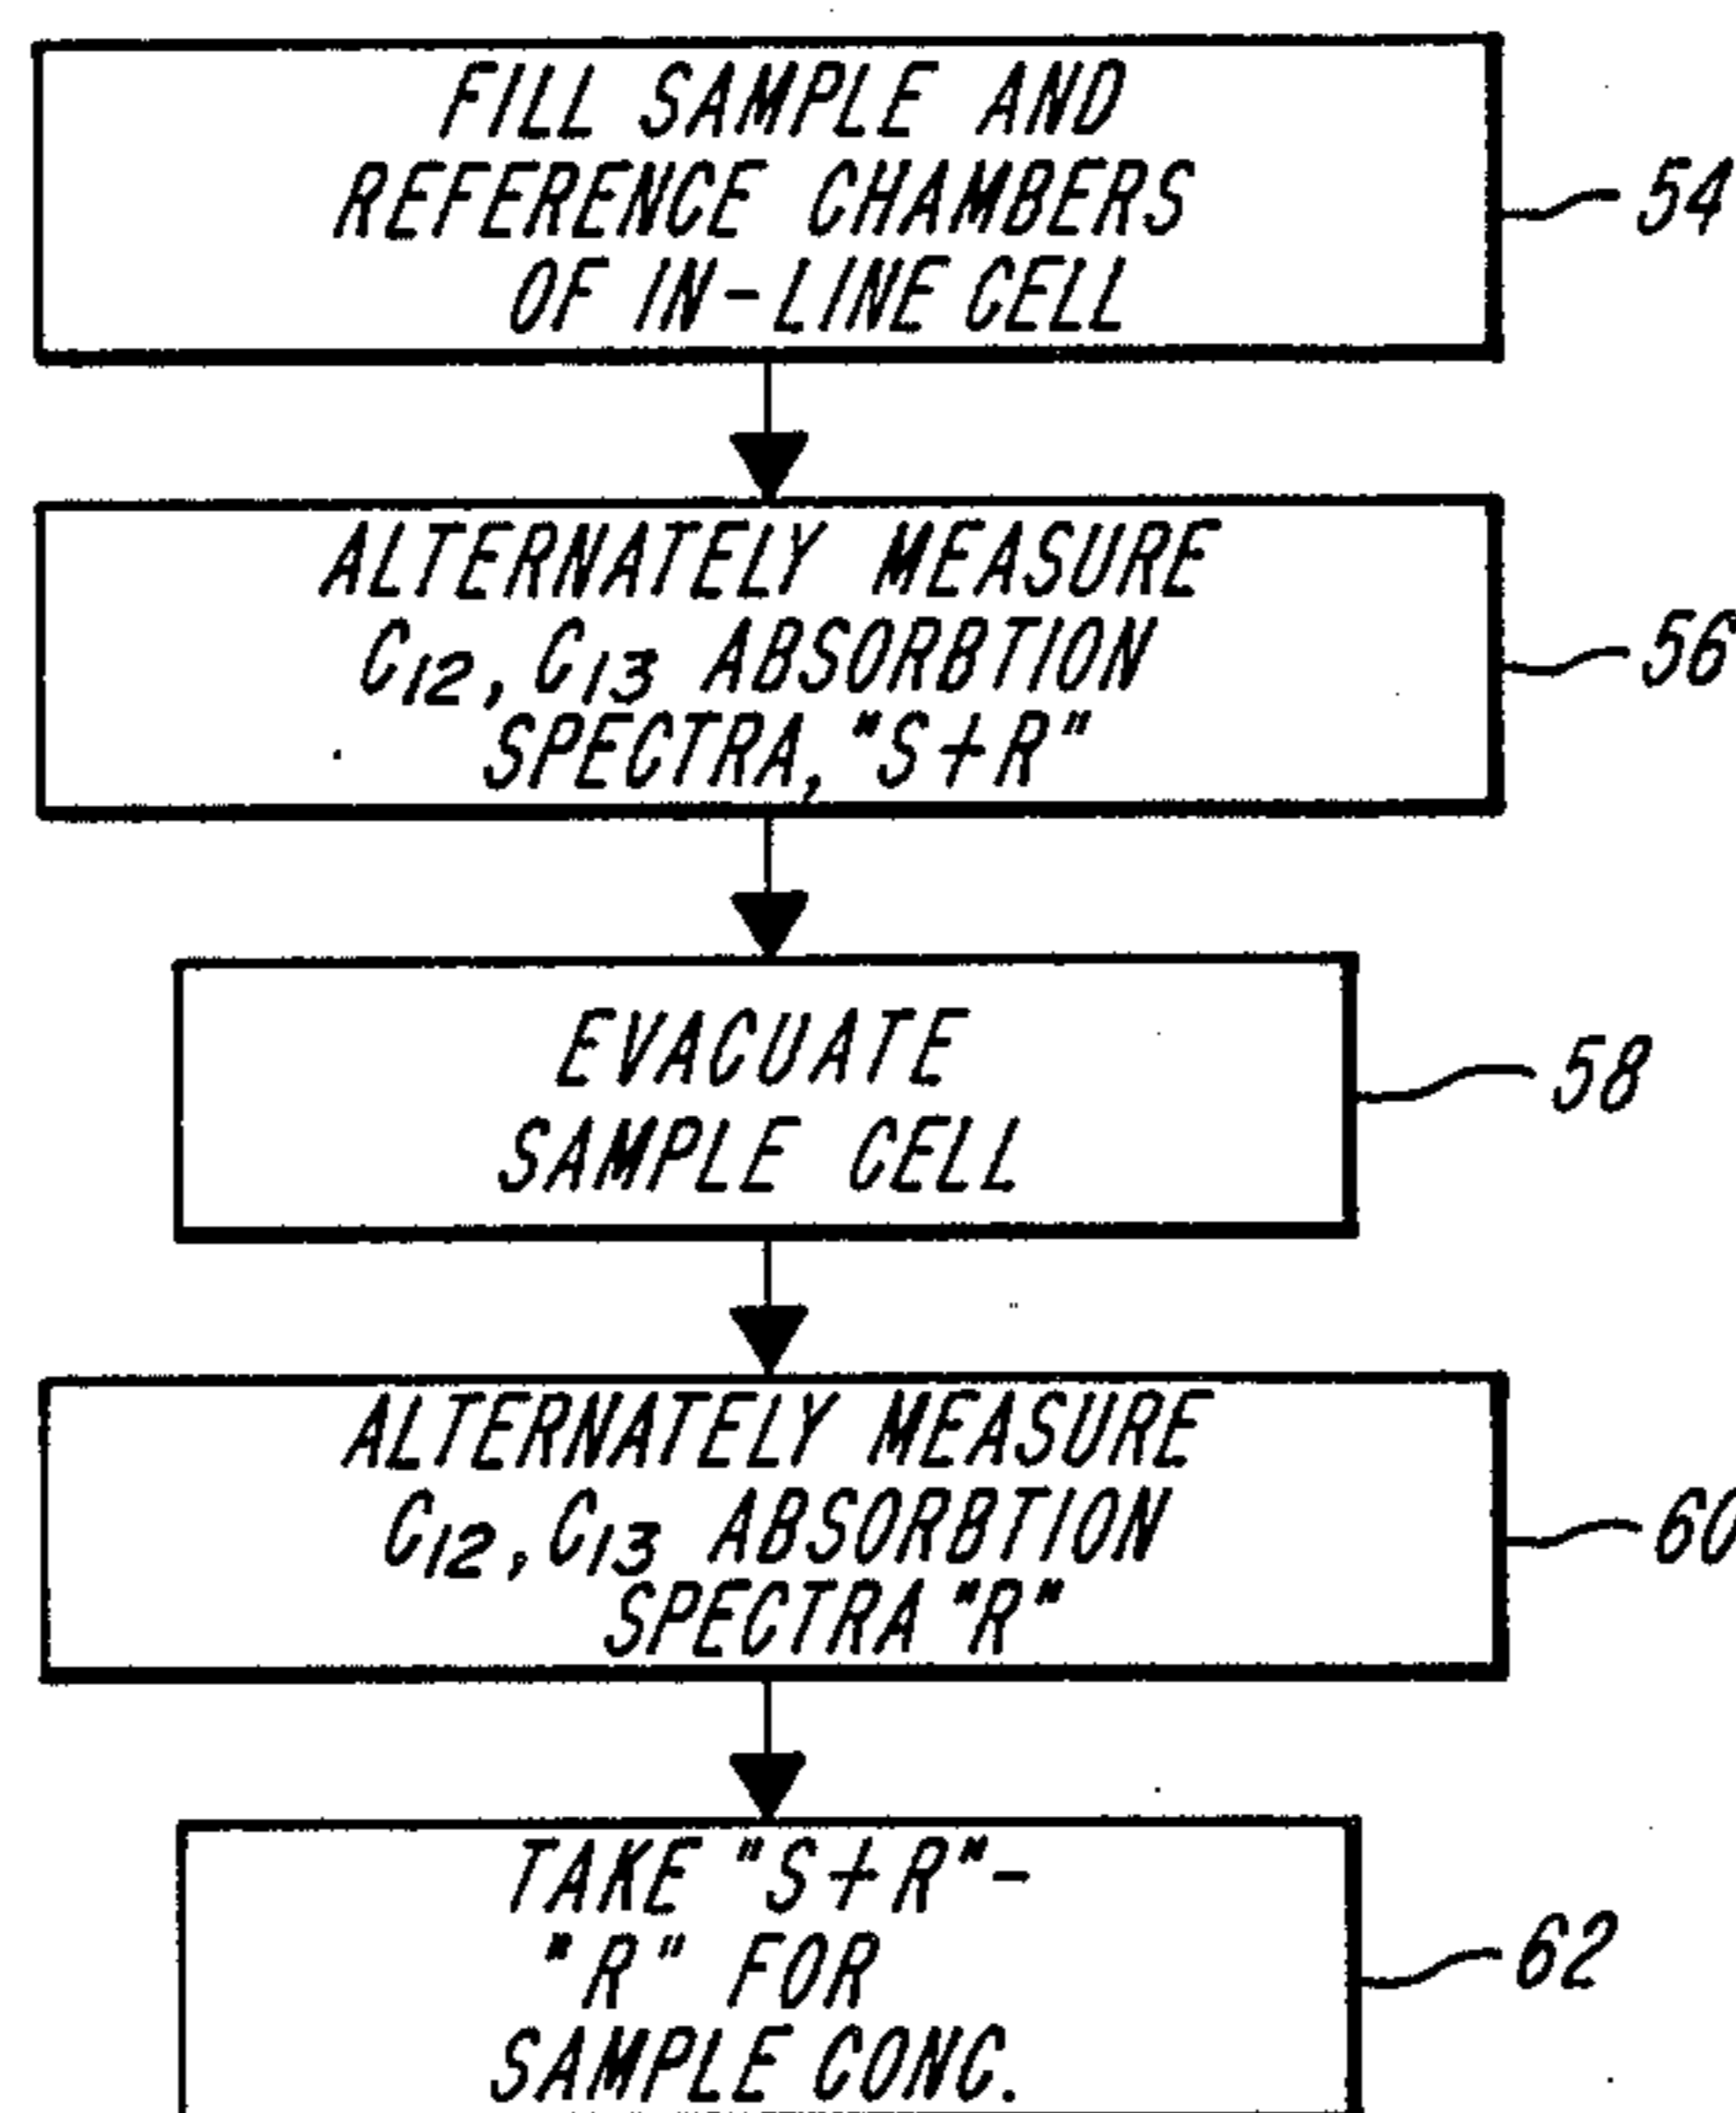 FILL SAMPLE AND
REFERENCE CHAMBERS
OF IN-LINE CELL
54
ALTERNATELY MEASURE
C12, C13 ABSORBTION
SPECTRA, "S+R"
56
EVACUATE
SAMPLE CELL
58
ALTERNATELY MEASURE
C12, C13 ABSORBTION
SPECTRA "R"
60
TAKE "S+R"-
"R" FOR
SAMPLE CONC.
62